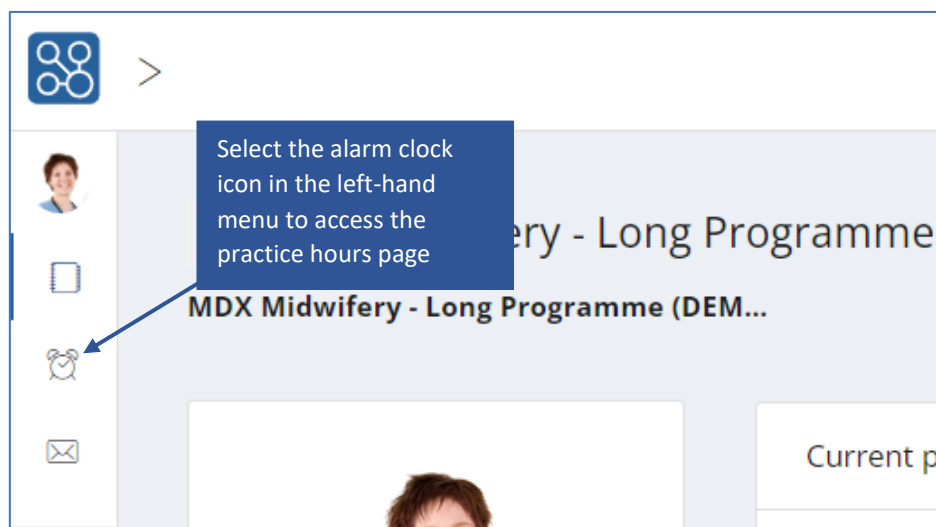 >
Select the alarm clock
icon in the left-hand
menu to access the
practice hours page
ery - Long Programme
MDX Midwifery - Long Programme (DEM...
Current p